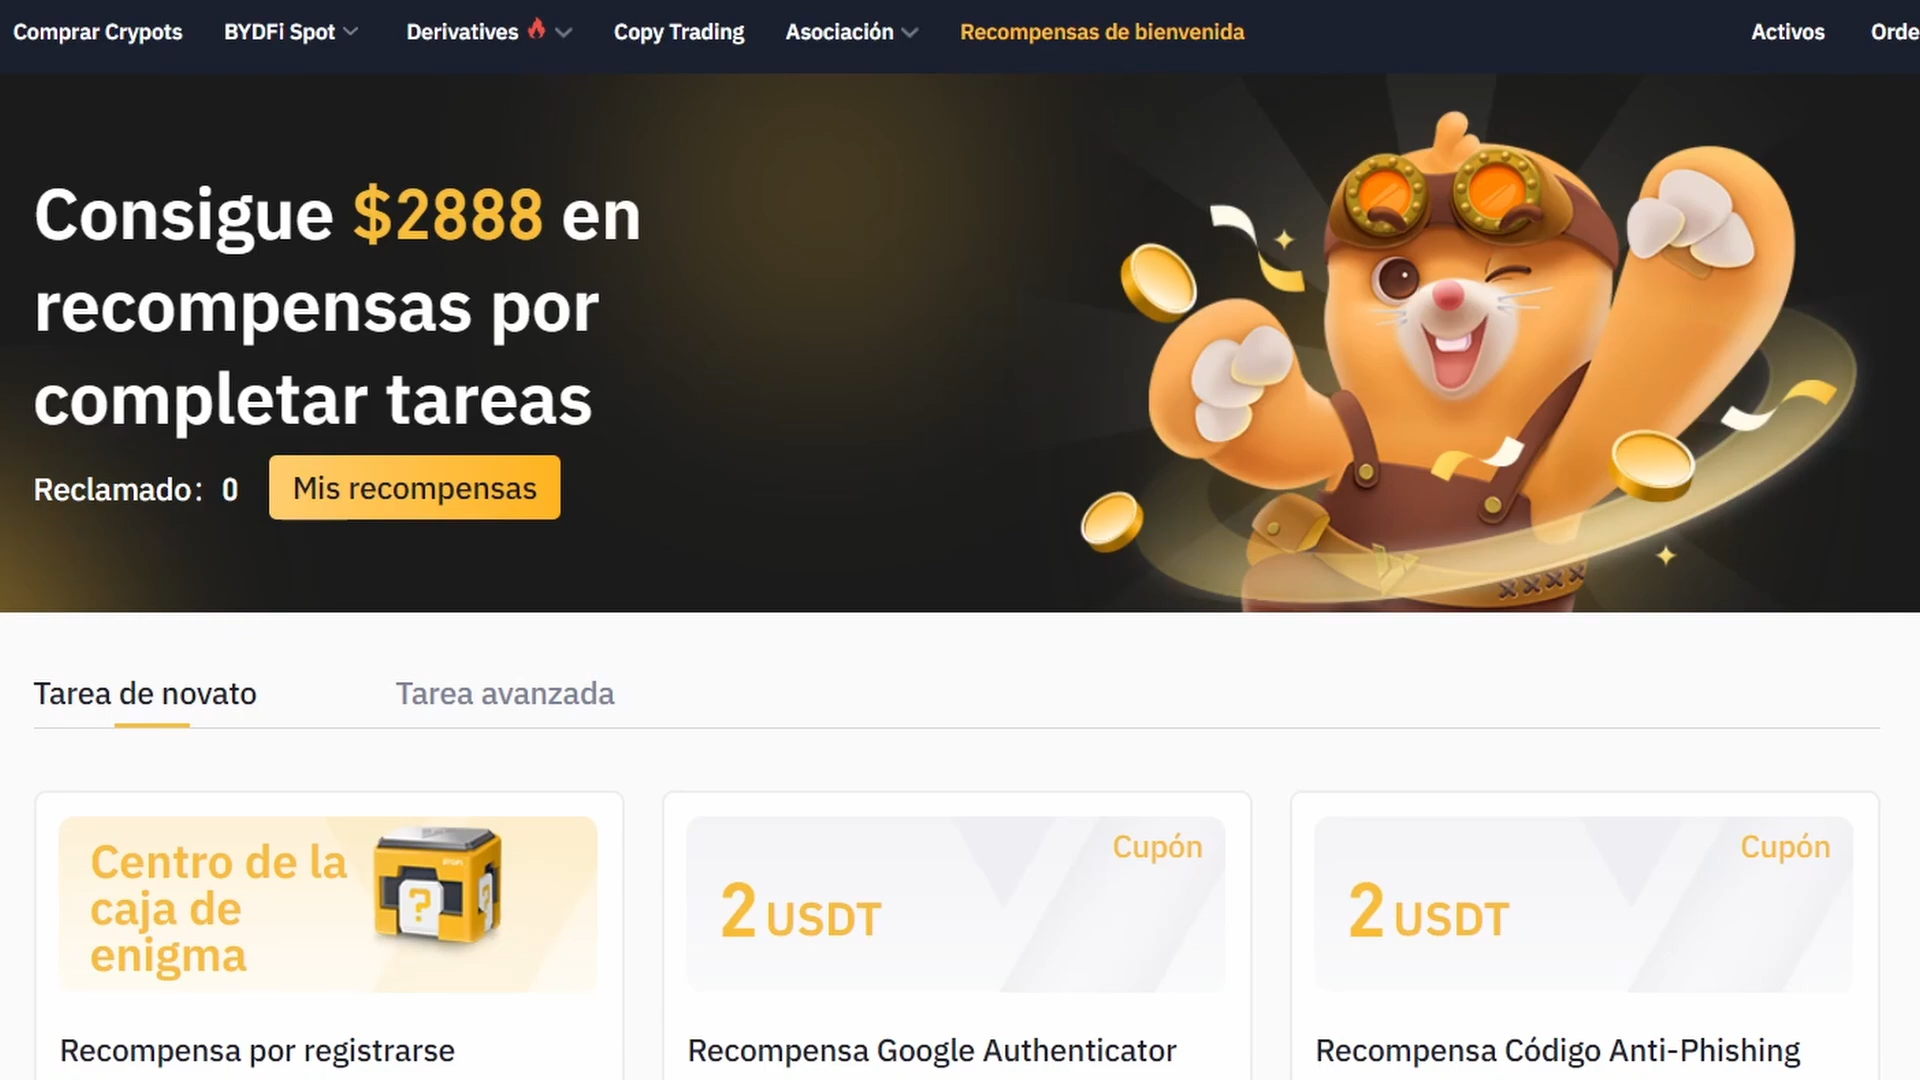 Comprar Crypots BYDFi Spot Derivatives Copy Trading Asociación Recompensas de bienvenida Activos Orde
Consigue $2888 en
recompensas por
completar tareas
Reclamado: 0 Mis recompensas
Tarea de novato Tarea avanzada
Centro de la
caja de
enigma
?
Recompensa por registrarse
Cupón
2 USDT
Recompensa Google Authenticator
Cupón
2 USDT
Recompensa Código Anti-Phishing